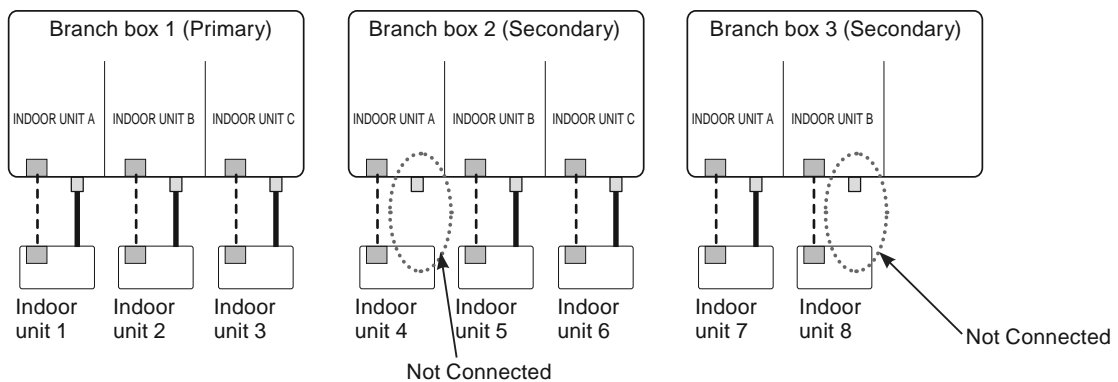 Branch box 1 (Primary)
INDOOR UNIT A
INDOOR UNIT B
INDOOR UNIT C
Indoor
unit 1
Indoor
unit 2
Indoor
unit 3
Branch box 2 (Secondary)
INDOOR UNIT A
INDOOR UNIT B
INDOOR UNIT C
Indoor
unit 4
Indoor
unit 5
Indoor
unit 6
Not Connected
Branch box 3 (Secondary)
INDOOR UNIT A
INDOOR UNIT B
Indoor
unit 7
Indoor
unit 8
Not Connected